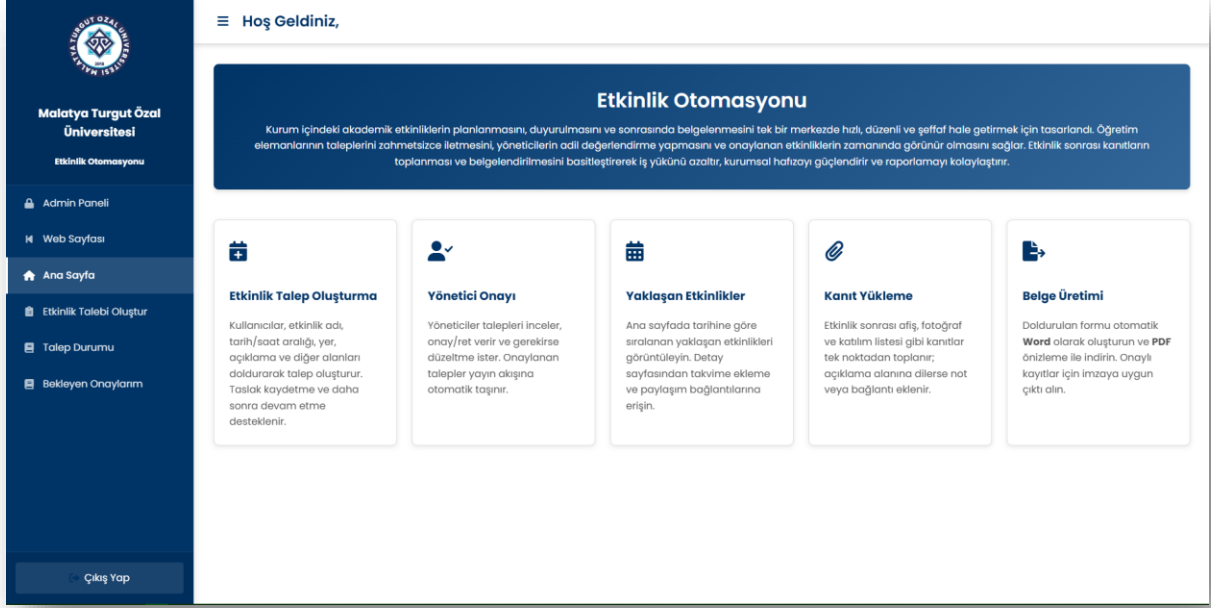 MALATYA TURGUT ÖZAL ÜNİVERSİTESİ
2018
Malatya Turgut Özal
Üniversitesi
Etkinlik Otomasyonu
Admin Paneli
Web Sayfası
Ana Sayfa
Etkinlik Talebi Oluştur
Talep Durumu
Bekleyen Onaylarım
Çıkış Yap
Hoş Geldiniz,
Etkinlik Otomasyonu
Kurum içindeki akademik etkinliklerin planlanmasını, duyurulmasını ve sonrasında belgelenmesini tek bir merkezde hızlı, düzenli ve şeffaf hale getirmek için tasarlandı. Öğretim
elemanlarının taleplerini zahmetsizce iletmesini, yöneticilerin adil değerlendirme yapmasını ve onaylanan etkinliklerin zamanında görünür olmasını sağlar. Etkinlik sonrası kanıtların
toplanması ve belgelendirilmesini basitleştirerek iş yükünü azaltır, kurumsal hafızayı güçlendirir ve raporlamayı kolaylaştırır.
Etkinlik Talep Oluşturma
Kullanıcılar, etkinlik adı,
tarih/saat aralığı, yer,
açıklama ve diğer alanları
doldurarak talep oluşturur.
Taslak kaydetme ve daha
sonra devam etme
desteklenir.
Yönetici Onayı
Yöneticiler talepleri inceler,
onay/ret verir ve gerekirse
düzeltme ister. Onaylanan
talepler yayın akışına
otomatik taşınır.
Yaklaşan Etkinlikler
Ana sayfada tarihine göre
sıralanan yaklaşan etkinlikleri
görüntüleyin. Detay
sayfasından takvime ekleme
ve paylaşım bağlantılarına
erişin.
Kanıt Yükleme
Etkinlik sonrası afiş, fotoğraf
ve katılım listesi gibi kanıtlar
tek noktadan toplanır;
açıklama alanına dilerse not
veya bağlantı eklenir.
Belge Üretimi
Doldurulan formu otomatik
Word olarak oluşturun ve PDF
önizleme ile indirin. Onaylı
kayıtlar için imzaya uygun
çıktı alın.